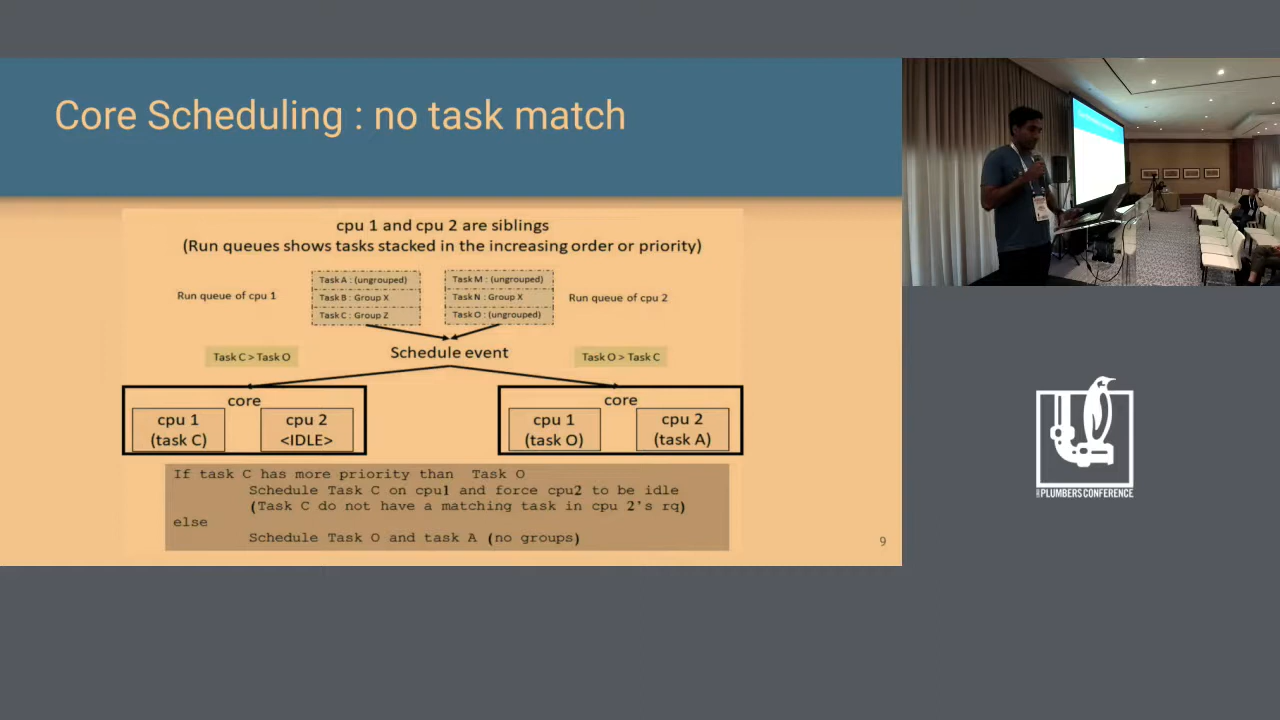 Core Scheduling : no task match
cpu 1 and cpu 2 are siblings
(Run queues shows tasks stacked in the increasing order or priority)
Run queue of cpu 1
Task A : (ungrouped)
Task B : Group X
Task C : Group Z
Task M : (ungrouped)
Task N : Group X
Task O : (ungrouped)
Run queue of cpu 2
Task C > Task O
Schedule event
Task O > Task C
core
cpu 1
(task C)
cpu 2
<IDLE>
core
cpu 1
(task O)
cpu 2
(task A)
If task C has more priority than Task O
Schedule Task C on cpu1 and force cpu2 to be idle
(Task C do not have a matching task in cpu 2's rq)
else
Schedule Task O and task A (no groups)
9
PLUMBERS CONFERENCE